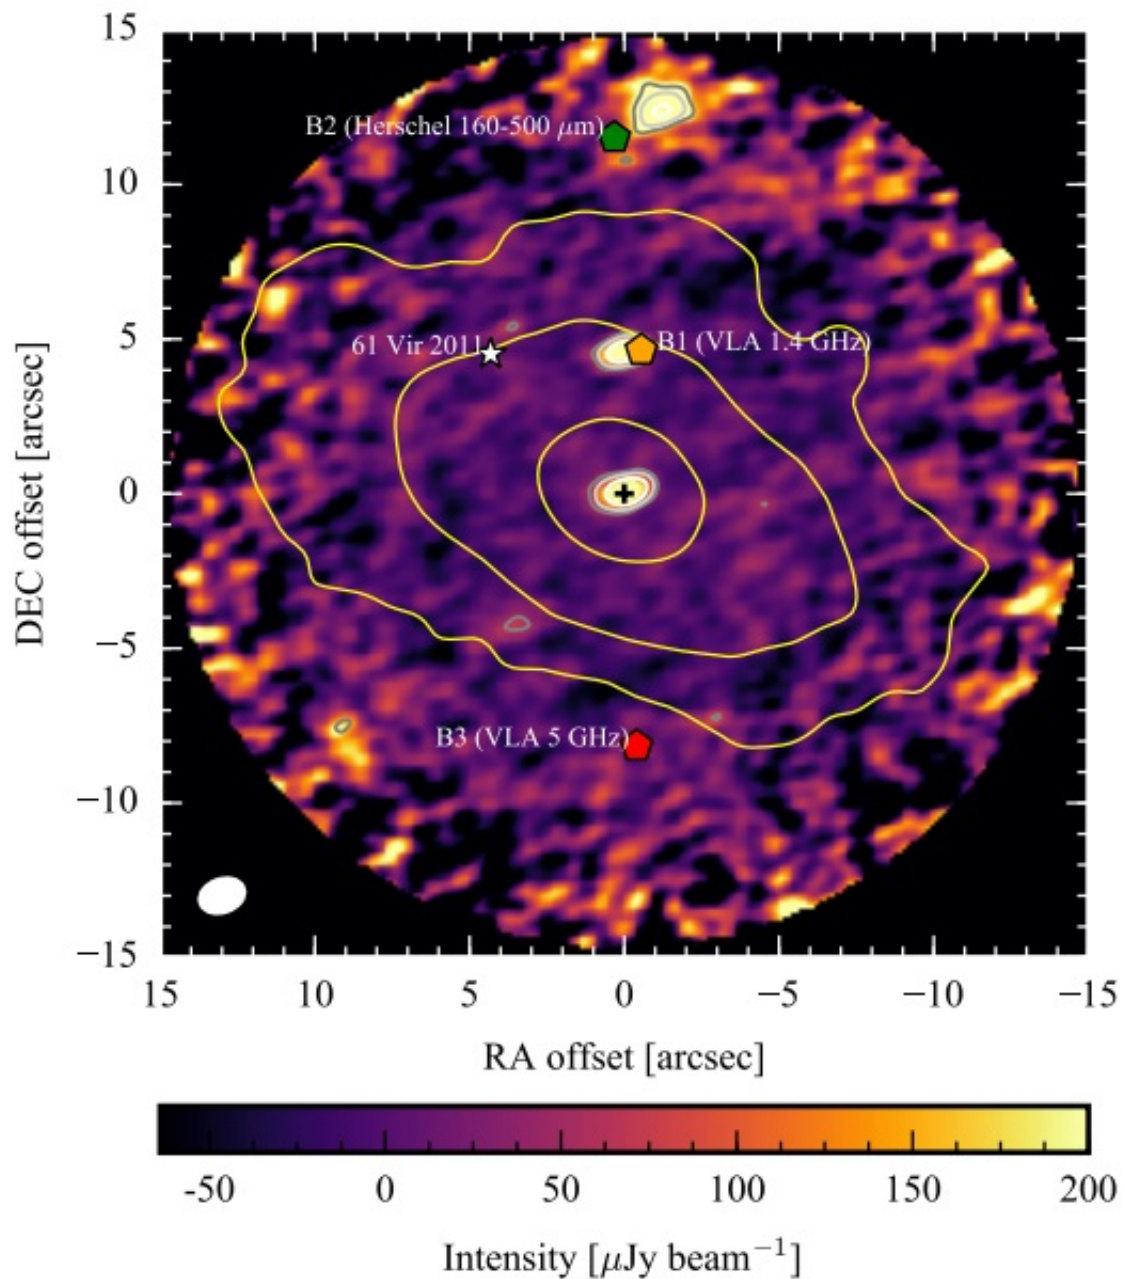 15
B2 (Herschel 160-500 μm)
10
5
61 Vir 2011
B1 (VLA 1.4 GHz)
0
DEC offset [arcsec]
−5
B3 (VLA 5 GHz)
−10
−15
15 10 5 0 −5 −10 −15
RA offset [arcsec]
-50 0 50 100 150 200
Intensity [μJy beam⁻¹]